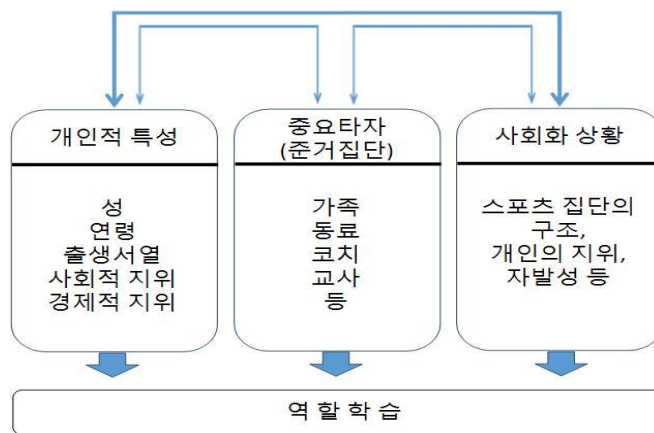 개인적 특성
성
연령
출생서열
사회적 지위
경제적 지위
중요타자
(준거집단)
가족
동료
코치
교사
등
사회화 상황
스포츠 집단의
구조,
개인의 지위,
자발성 등
역 할 학 습